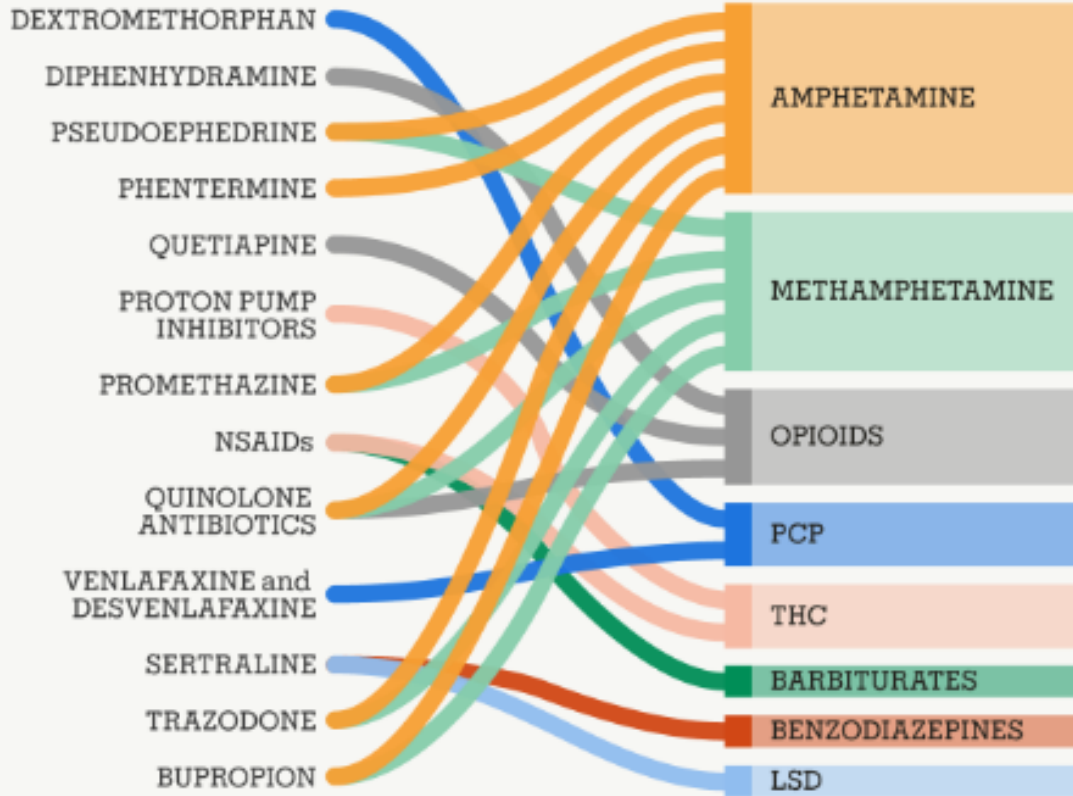 DEXTROMETHORPHAN
DIPHENHYDRAMINE
PSEUDOEPHEDRINE
PHENTERMINE
QUETIAPINE
PROTON PUMP
INHIBITORS
PROMETHAZINE
NSAIDs
QUINOLONE
ANTIBIOTICS
VENLAFAXINE and
DESVENLAFAXINE
SERTRALINE
TRAZODONE
BUPROPION
AMPHETAMINE
METHAMPHETAMINE
OPIOIDS
PCP
THC
BARBITURATES
BENZODIAZEPINES
LSD